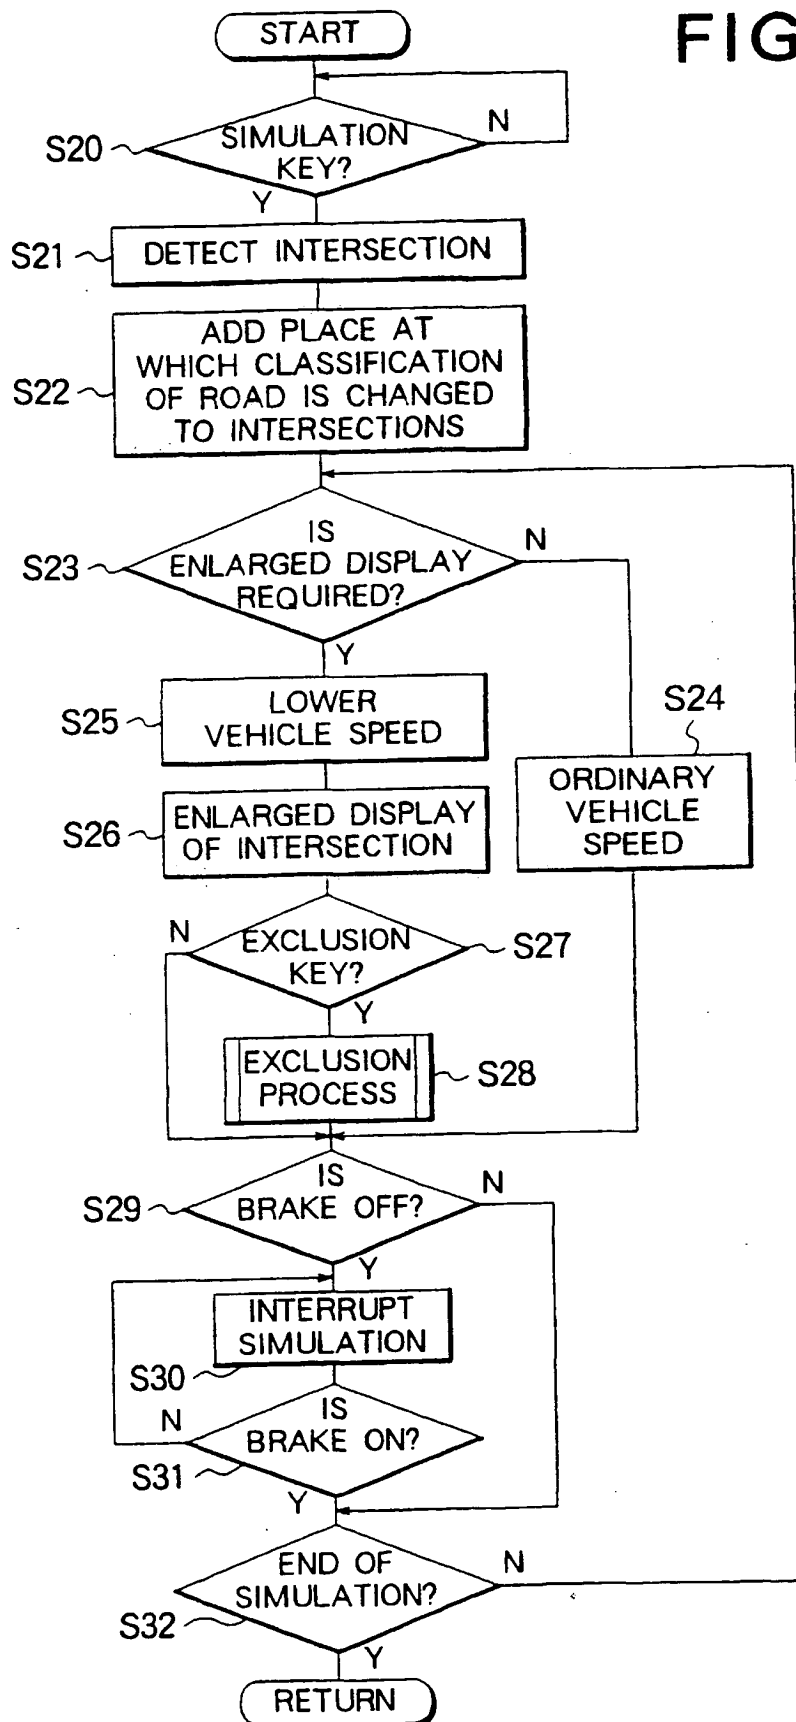 START
FIG
SIMULATION
KEY?
N
S20
Y
S21
DETECT INTERSECTION
S22
ADD PLACE AT
WHICH CLASSIFICATION
OF ROAD IS CHANGED
TO INTERSECTIONS
S23
IS
ENLARGED DISPLAY
REQUIRED?
N
Y
S25
LOWER
VEHICLE SPEED
S24
ORDINARY
VEHICLE
SPEED
S26
ENLARGED DISPLAY
OF INTERSECTION
N
EXCLUSION
KEY?
S27
Y
EXCLUSION
PROCESS
S28
S29
IS
BRAKE OFF?
N
Y
INTERRUPT
SIMULATION
S30
N
IS
BRAKE ON?
S31
Y
END OF
SIMULATION?
N
S32
Y
RETURN